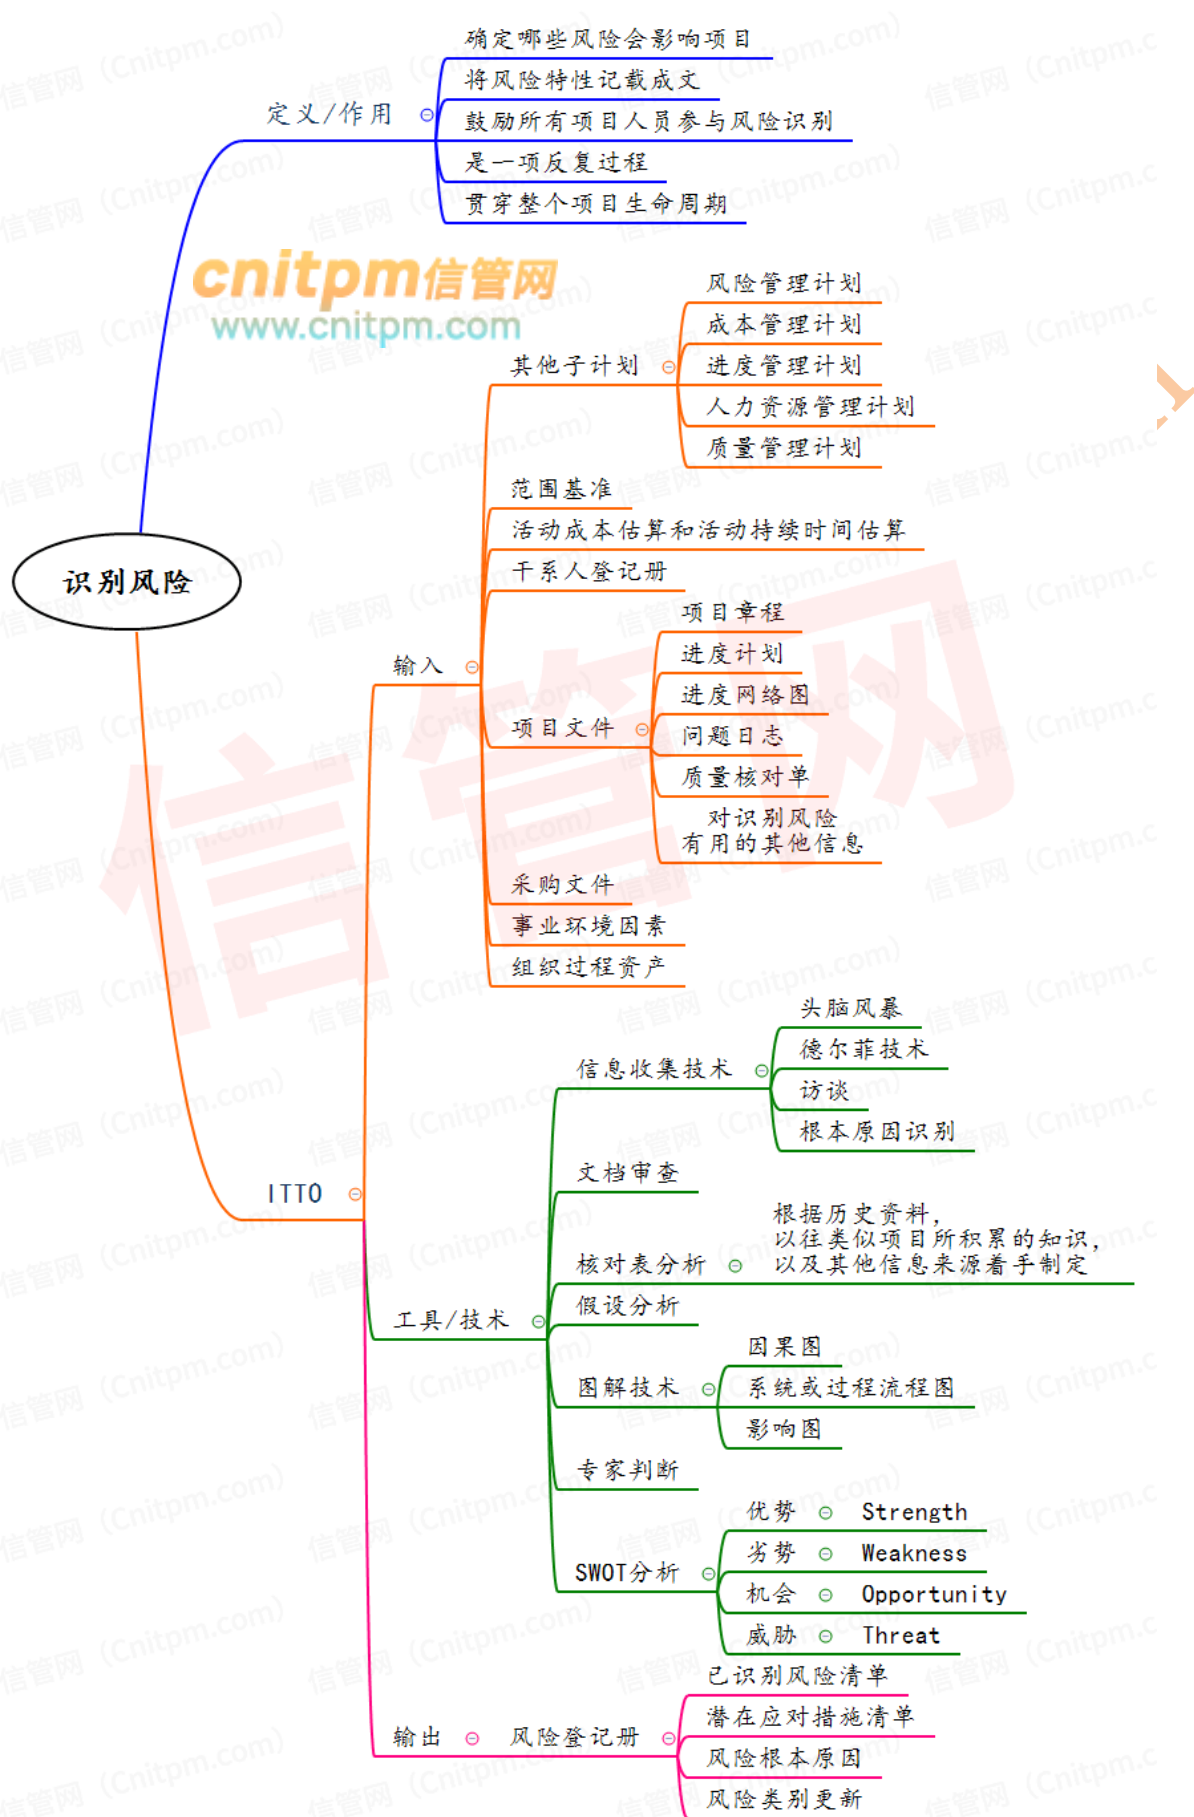 确定哪些风险会影响项目
将风险特性记载成文
定义/作用
鼓励所有项目人员参与风险识别
是一项反复过程
贯穿整个项目生命周期
cnitpm信管网
www.cnitpm.com
风险管理计划
成本管理计划
其他子计划
进度管理计划
人力资源管理计划
质量管理计划
范围基准
活动成本估算和活动持续时间估算
干系人登记册
识别风险
项目章程
进度计划
输入
进度网络图
项目文件
问题日志
质量核对单
对识别风险
有用的其他信息
采购文件
事业环境因素
组织过程资产
头脑风暴
德尔菲技术
信息收集技术
访谈
根本原因识别
文档审查
ITTO
根据历史资料，
以往类似项目所积累的知识，
以及其他信息来源着手制定
核对表分析
假设分析
工具/技术
因果图
图解技术
系统或过程流程图
影响图
专家判断
优势 Strength
劣势 Weakness
SWOT分析
机会 Opportunity
威胁 Threat
已识别风险清单
潜在应对措施清单
输出
风险登记册
风险根本原因
风险类别更新
信管网
信管网（Cnitpm.com）